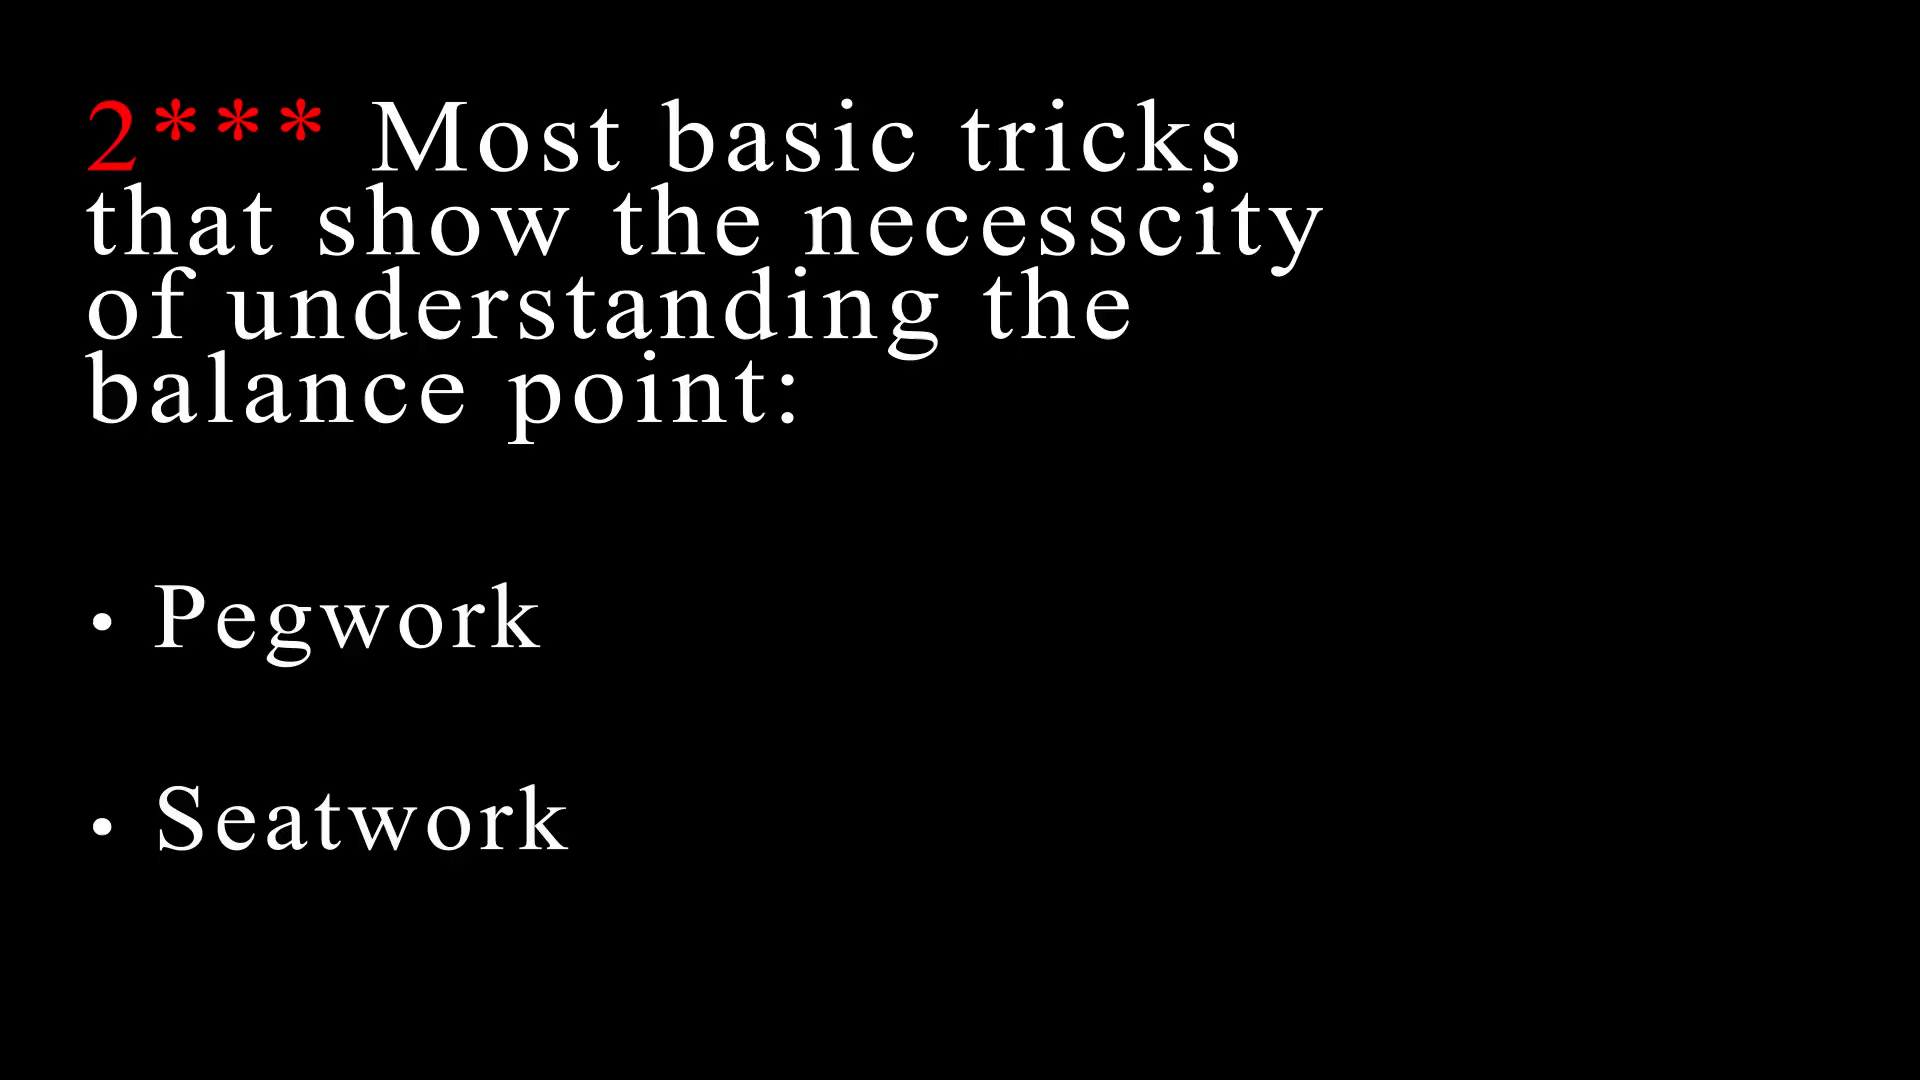 2*** Most basic tricks
that show the necesscity
of understanding the
balance point:
• Pegwork
• Seatwork